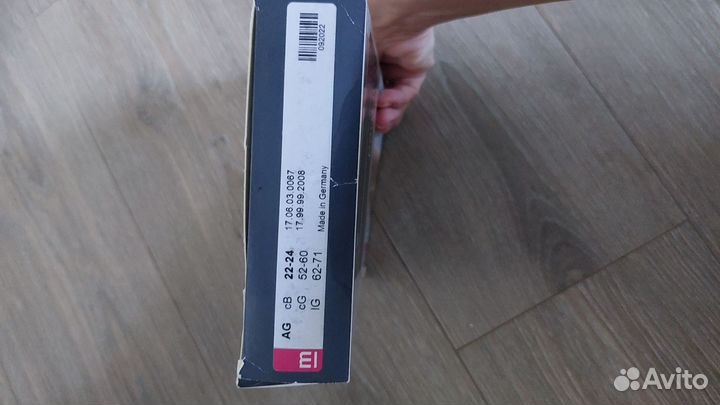 AG cB 22-24 17.06.03.0067
cG 52-60 17.99.99.2008
IG 62-71 Made in Germany
092022
m
Avito